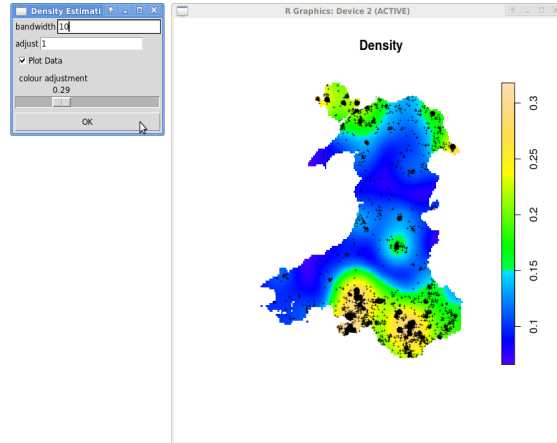 Density Estimati
bandwidth 10
adjust 1
Plot Data
colour adjustment
0.29
OK
R Graphics: Device 2 (ACTIVE)
Density
0.3
0.25
0.2
0.15
0.1